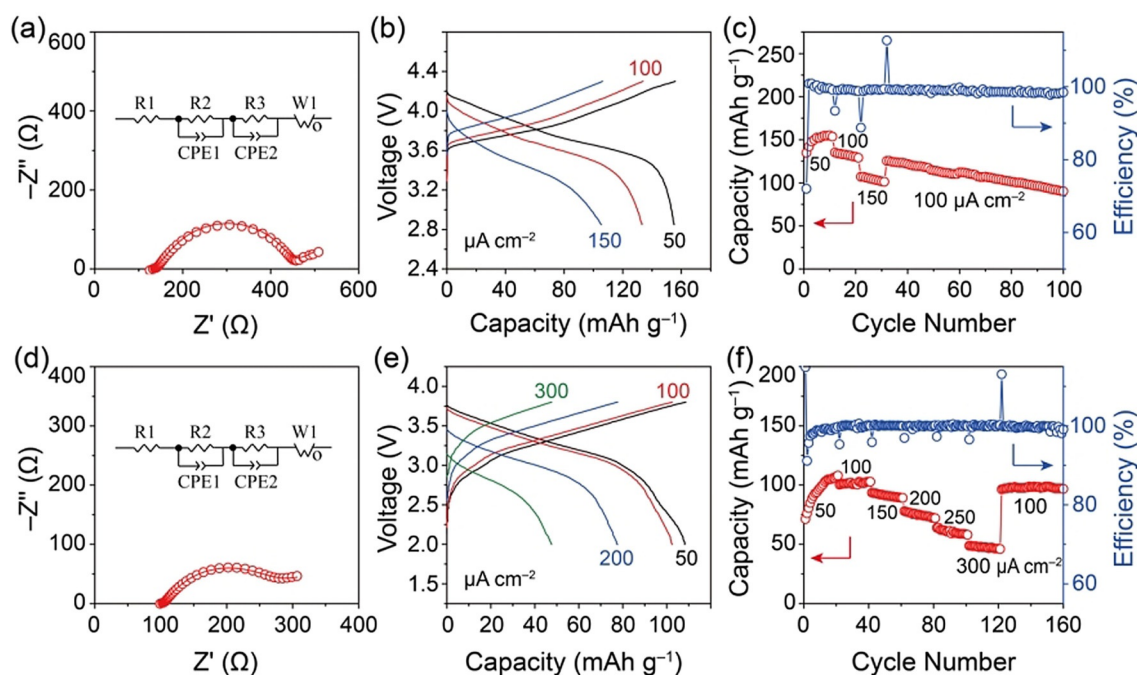 (a)
600
400
200
0
0 200 400 600
–Z'' (Ω)
Z' (Ω)
R1 R2 R3 W1
CPE1 CPE2
(b)
4.8
4.2
3.6
3.0
2.4
0 40 80 120 160
Voltage (V)
Capacity (mAh g⁻¹)
100
μA cm⁻²
150
50
(c)
250
200
150
100
50
0
0 20 40 60 80 100
Capacity (mAh g⁻¹)
Cycle Number
100
80
60
Efficiency (%)
50
100
150
100 μA cm⁻²
(d)
400
300
200
100
0
0 100 200 300 400
–Z'' (Ω)
Z' (Ω)
R1 R2 R3 W1
CPE1 CPE2
(e)
4.0
3.5
3.0
2.5
2.0
1.5
0 20 40 60 80 100 120
Voltage (V)
Capacity (mAh g⁻¹)
300
100
μA cm⁻²
200
50
(f)
200
150
100
50
0
0 40 80 120 160
Capacity (mAh g⁻¹)
Cycle Number
100
80
60
Efficiency (%)
50
100
150
200
250
300 μA cm⁻²
100